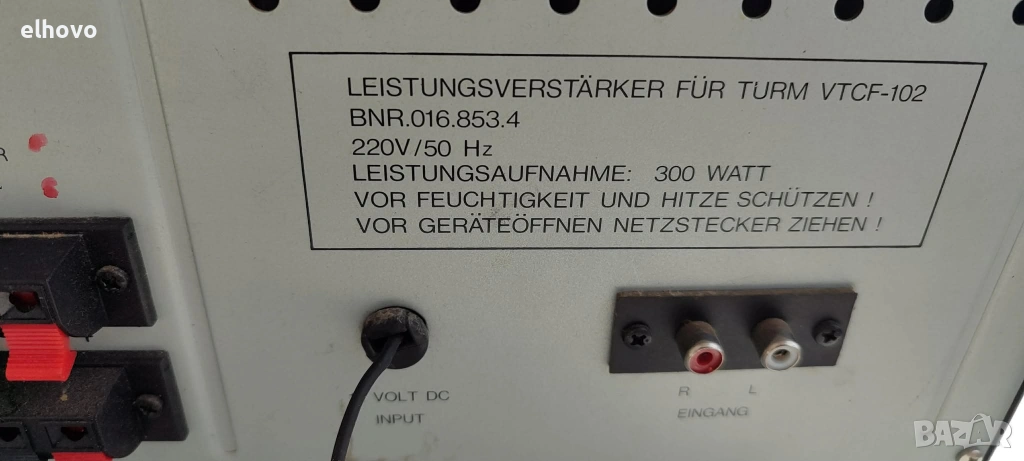 elhovo
LEISTUNGSVERSTÄRKER FÜR TURM VTCF-102
BNR.016.853.4
220V/50 Hz
LEISTUNGSAUFNAHME: 300 WATT
VOR FEUCHTIGKEIT UND HITZE SCHÜTZEN !
VOR GERÄTEÖFFNEN NETZSTECKER ZIEHEN !
R
VOLT DC
INPUT
R L
EINGANG
BAZAR